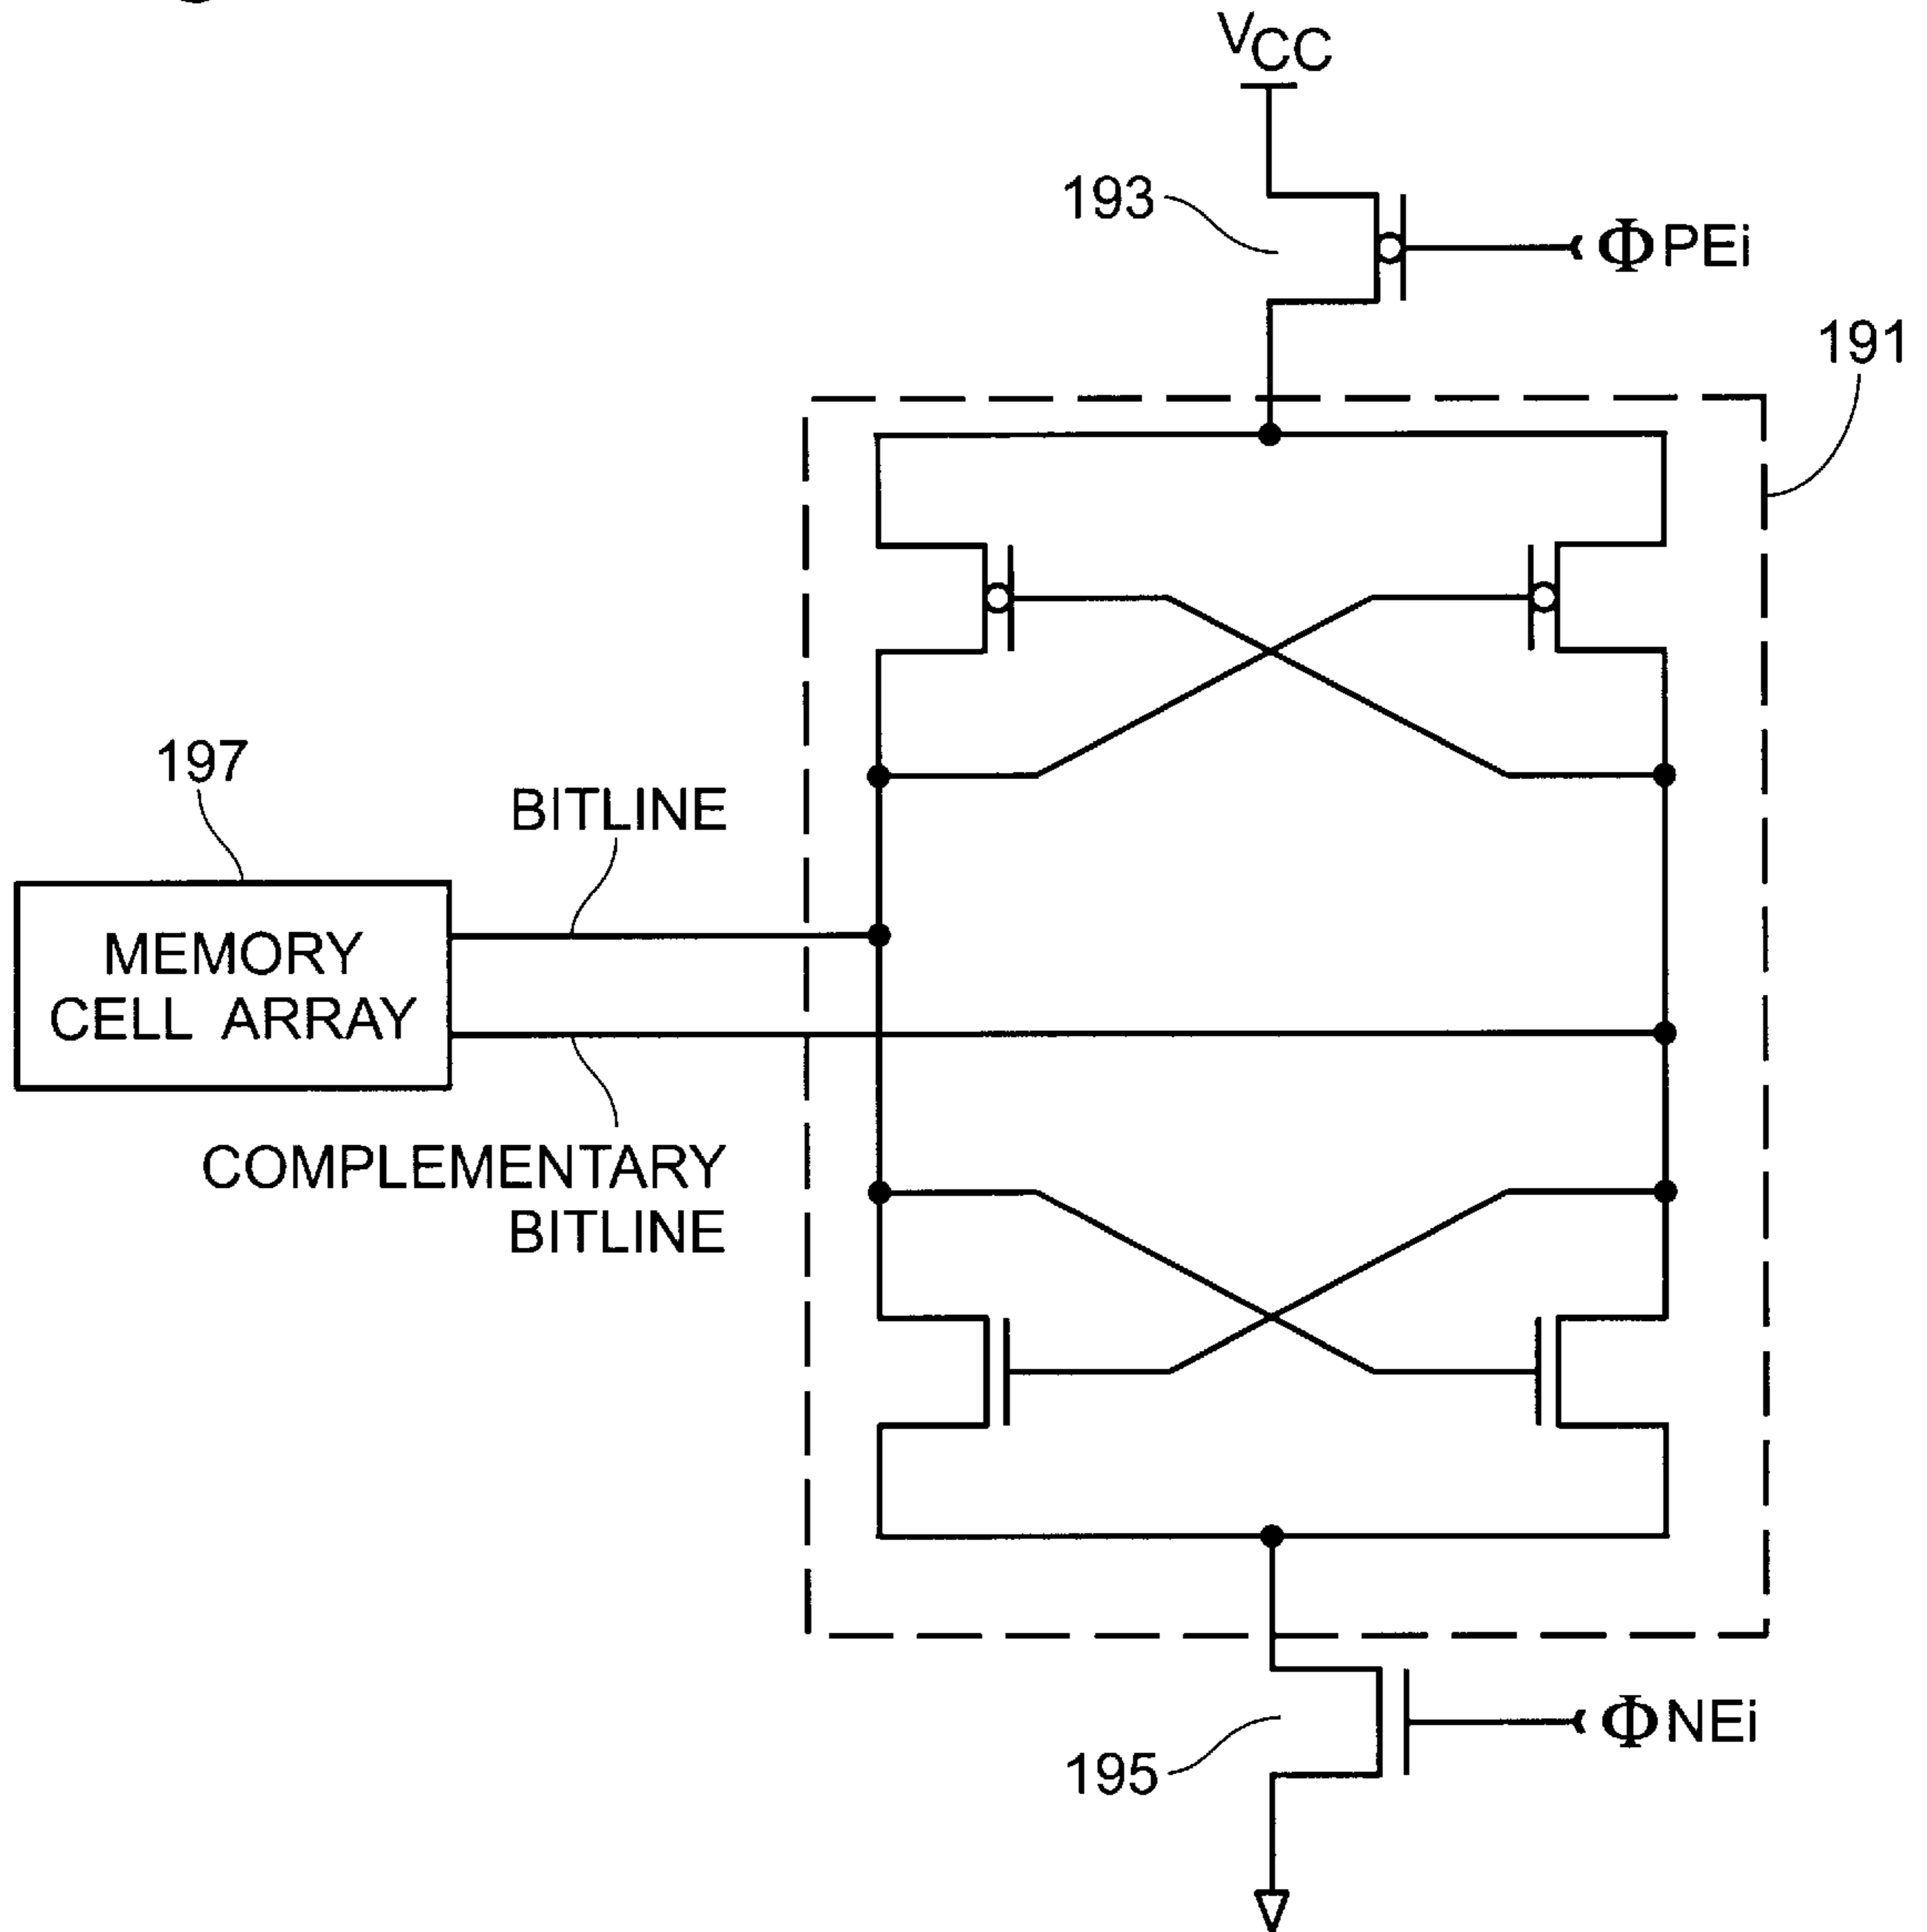 VCC
193
ΦPEi
191
197
BITLINE
MEMORY
CELL ARRAY
COMPLEMENTARY
BITLINE
195
ΦNEi